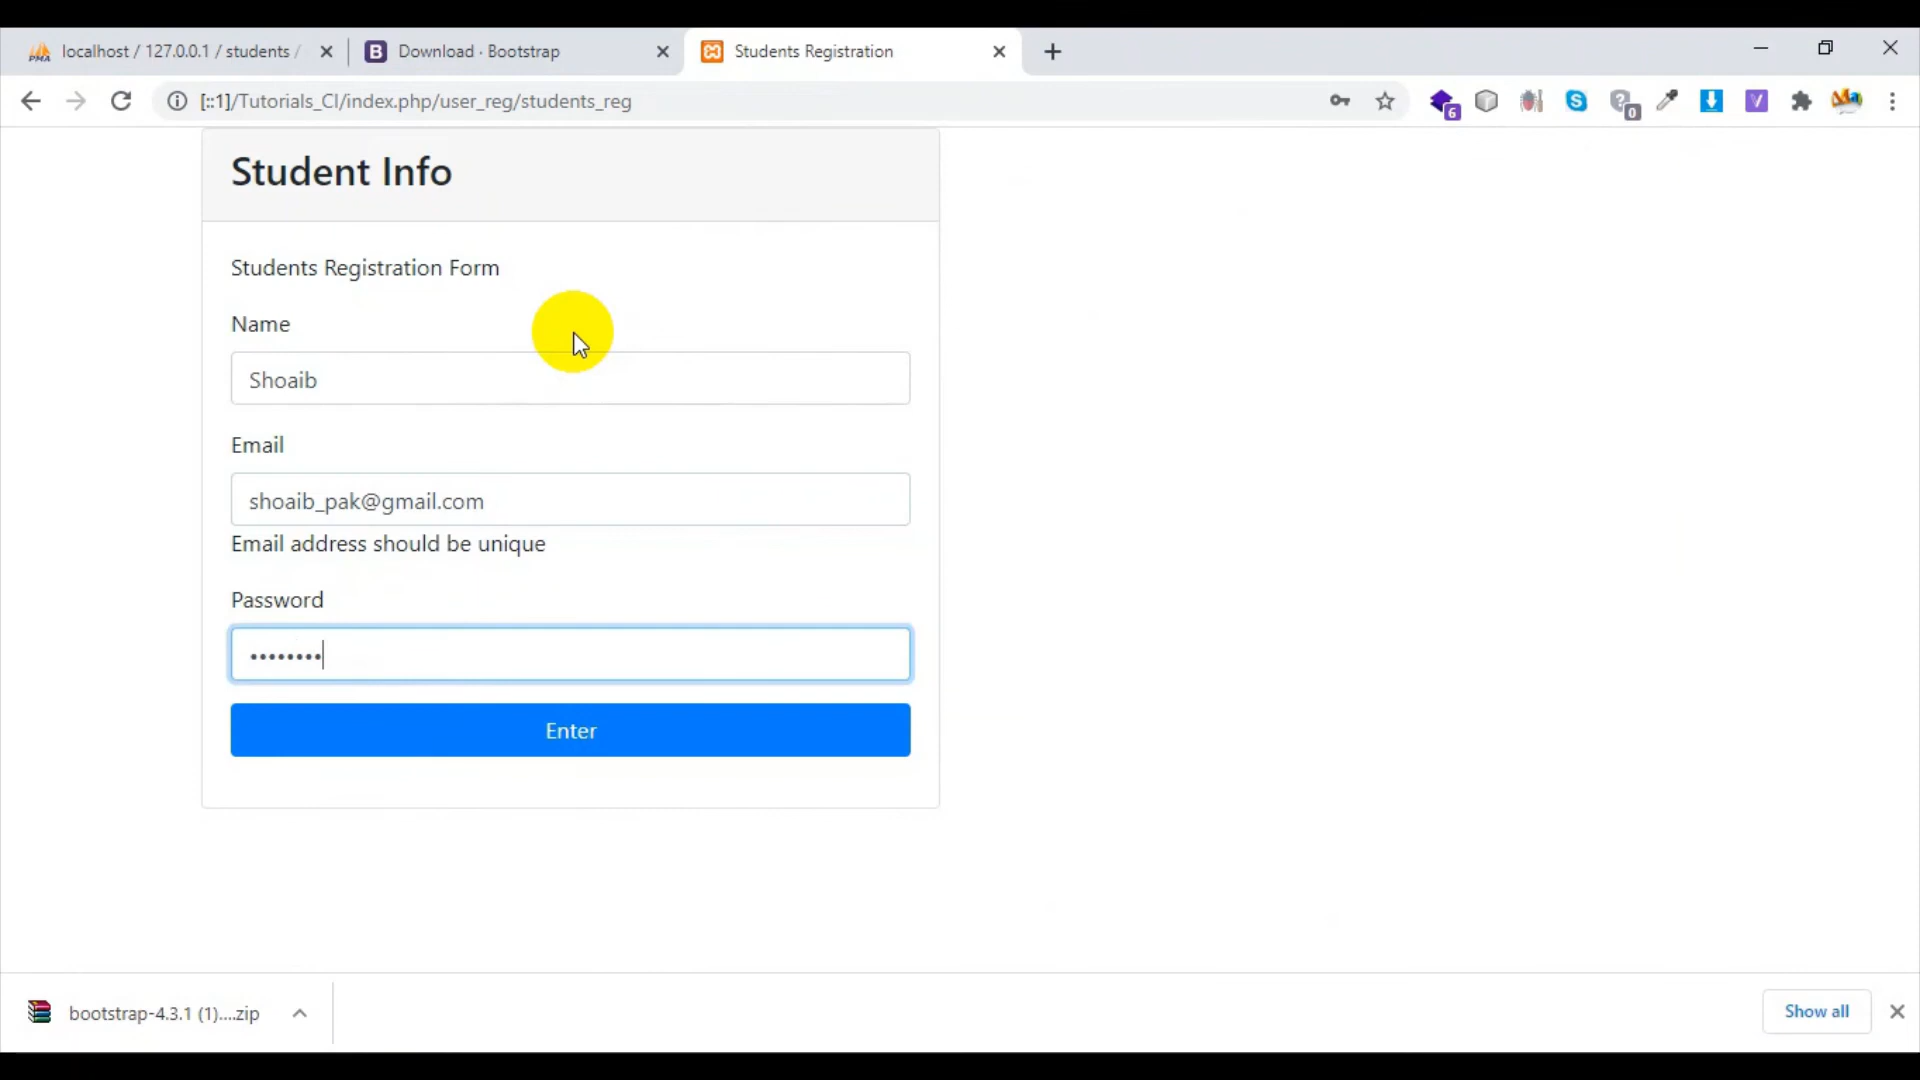 localhost / 127.0.0.1 / students /
Download · Bootstrap
Students Registration
[::1]/Tutorials_CI/index.php/user_reg/students_reg
6
0
V
Student Info
Students Registration Form
Name
Shoaib
Email
shoaib_pak@gmail.com
Email address should be unique
Password
••••••••
Enter
bootstrap-4.3.1 (1)....zip
Show all